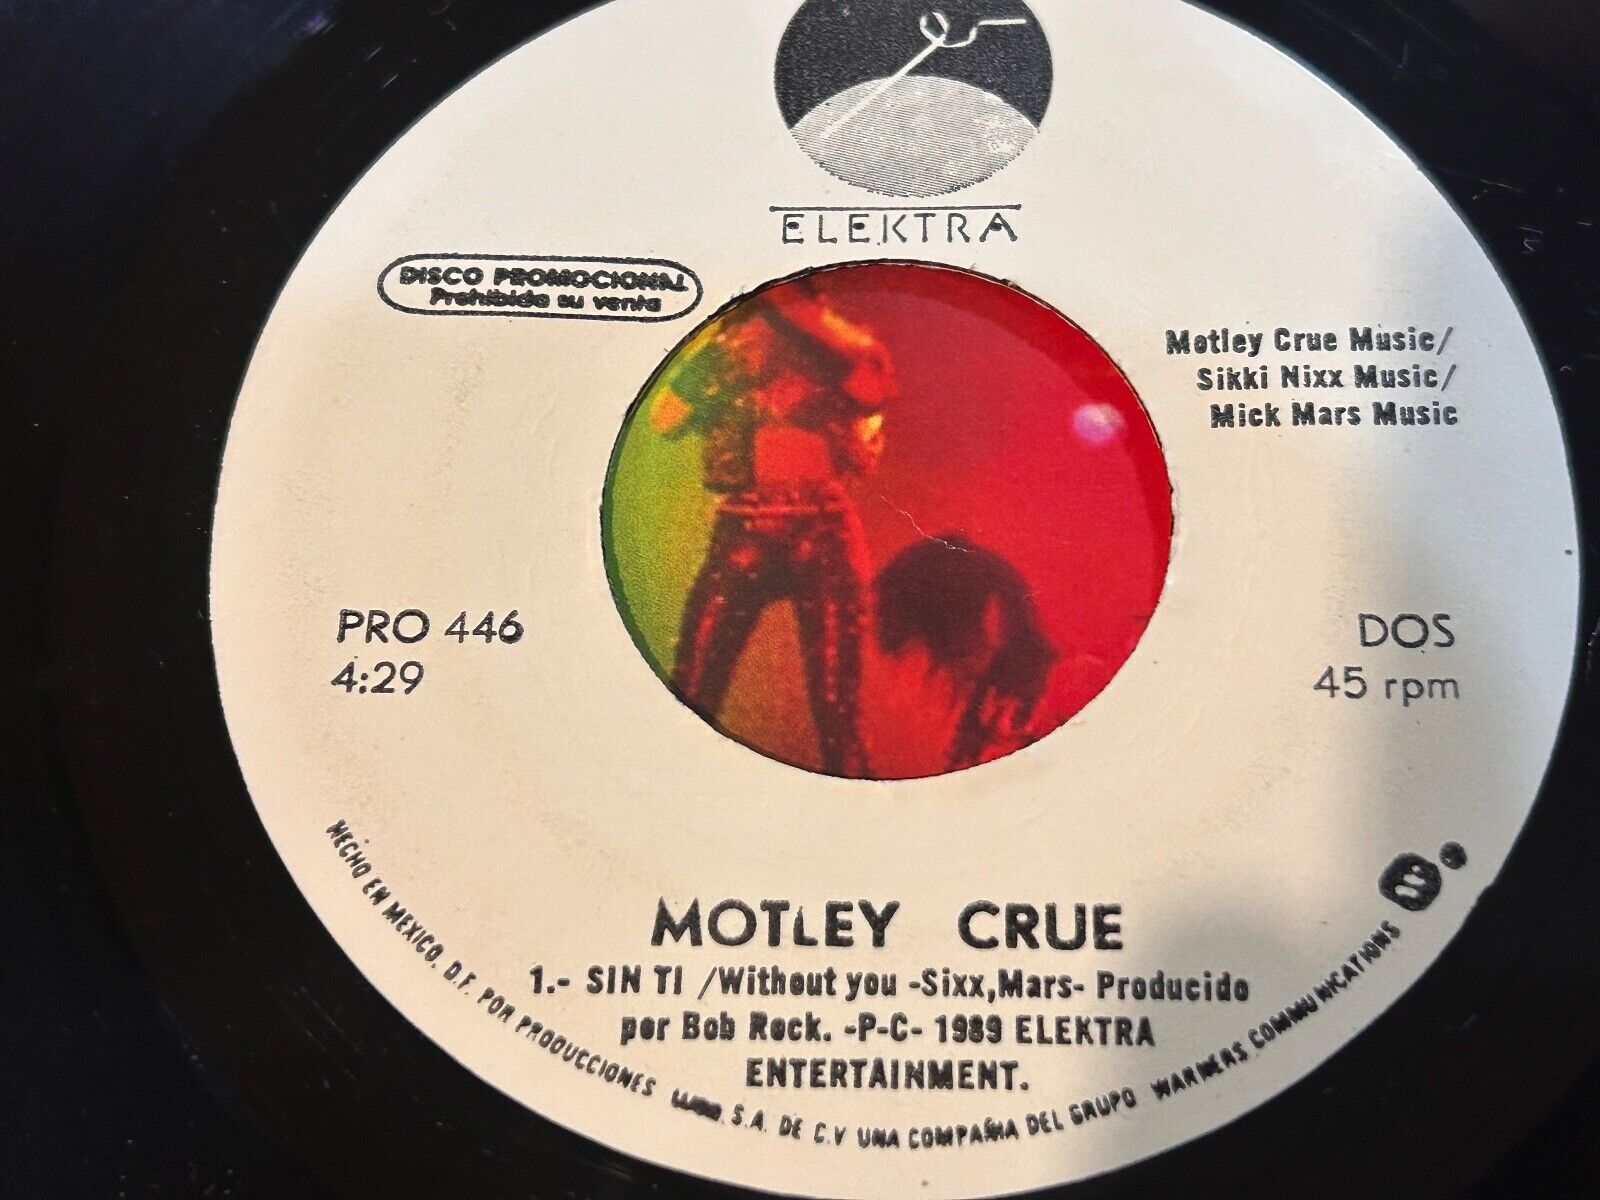 ELEKTRA
DISCO PROMOCIONAL
Prohibida su venta
Motley Crue Music/
Sikki Nixx Music/
Mick Mars Music
PRO 446
4:29
DOS
45 rpm
MOTLEY CRUE
1.- SIN TI /Without you -Sixx,Mars- Producido
por Bob Rock. -P-C- 1989 ELEKTRA
ENTERTAINMENT.
HECHO EN MEXICO. D.F. POR PRODUCCIONES S.A. DE C.V UNA COMPAÑIA DEL GRUPO WARNERS COMMUNICATIONS